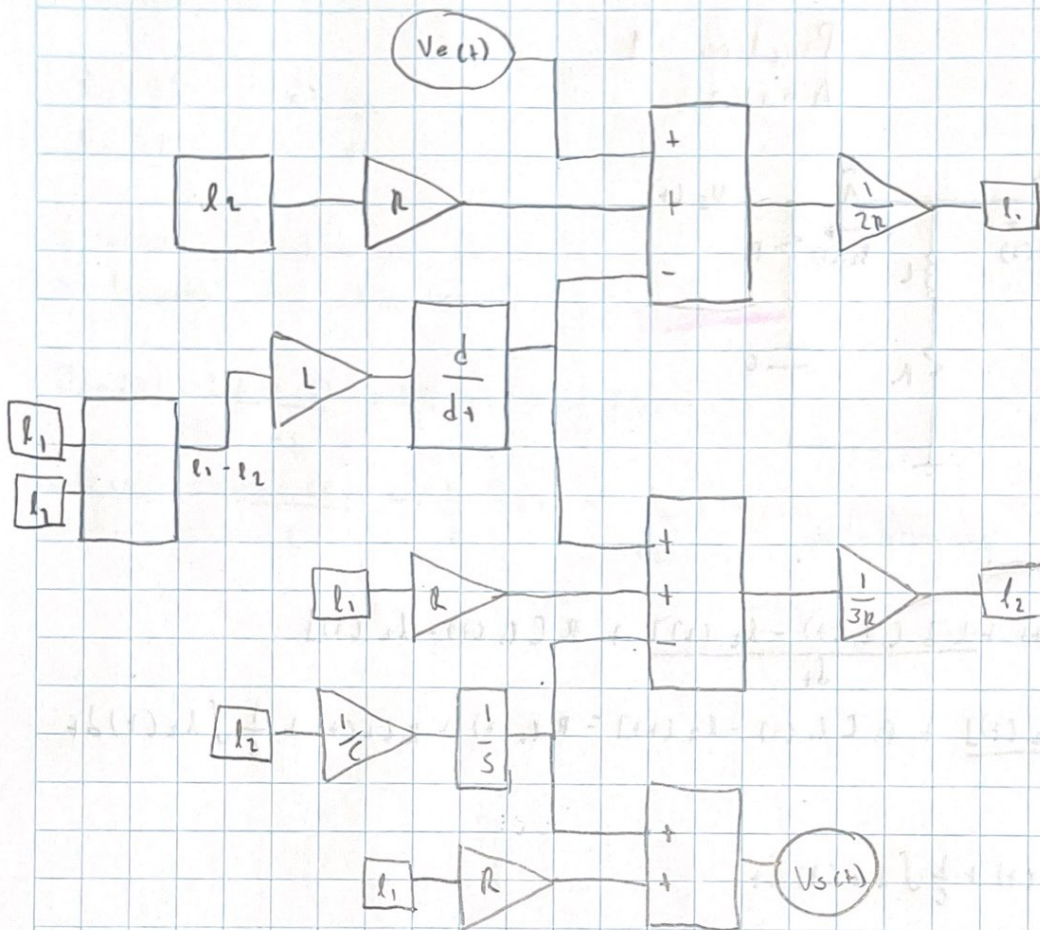 Ve(t)
+
i2
R
+
1/2R
i1
-
L
d/dt
i1
i1 - i2
i2
+
i1
R
+
1/3R
i2
-
i2
1/C
1/S
+
i1
R
+
Vs(t)